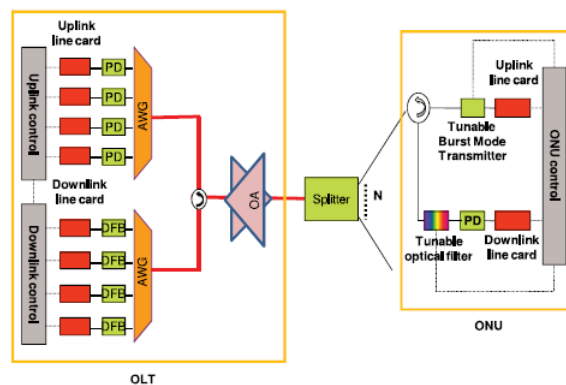 Uplink
line card
PD
PD
PD
PD
AWG
Uplink control
Downlink
line card
DFB
DFB
DFB
DFB
AWG
Downlink control
OA
OLT
Splitter
N
Uplink
line card
Tunable
Burst Mode
Transmitter
ONU control
PD
Tunable
optical filter
Downlink
line card
ONU